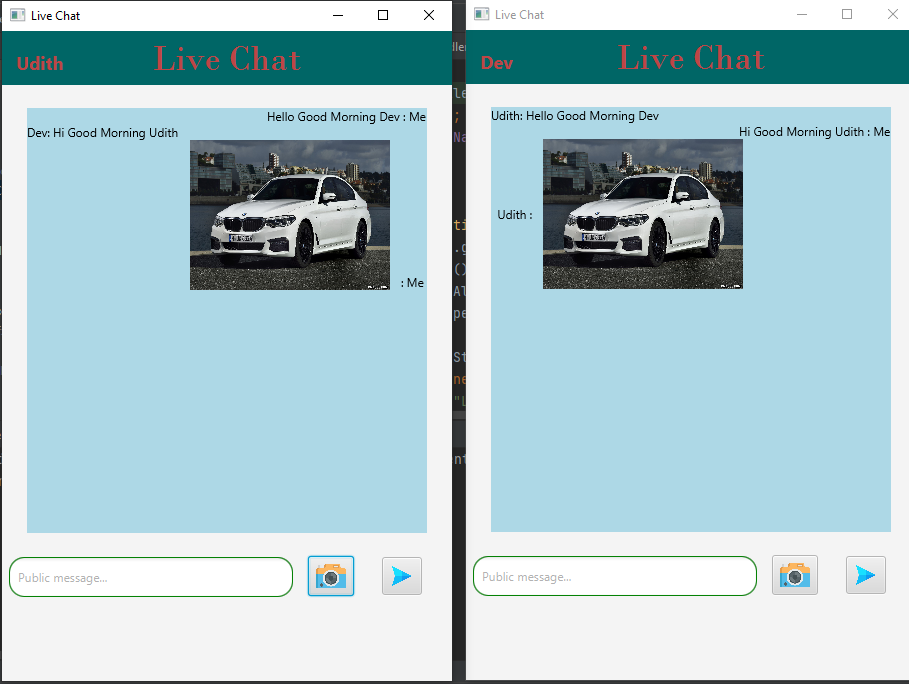 Live Chat
Udith
Live Chat
Hello Good Morning Dev : Me
Dev: Hi Good Morning Udith
: Me
Public message...
Live Chat
Dev
Live Chat
Udith: Hello Good Morning Dev
Hi Good Morning Udith : Me
Udith :
Public message...